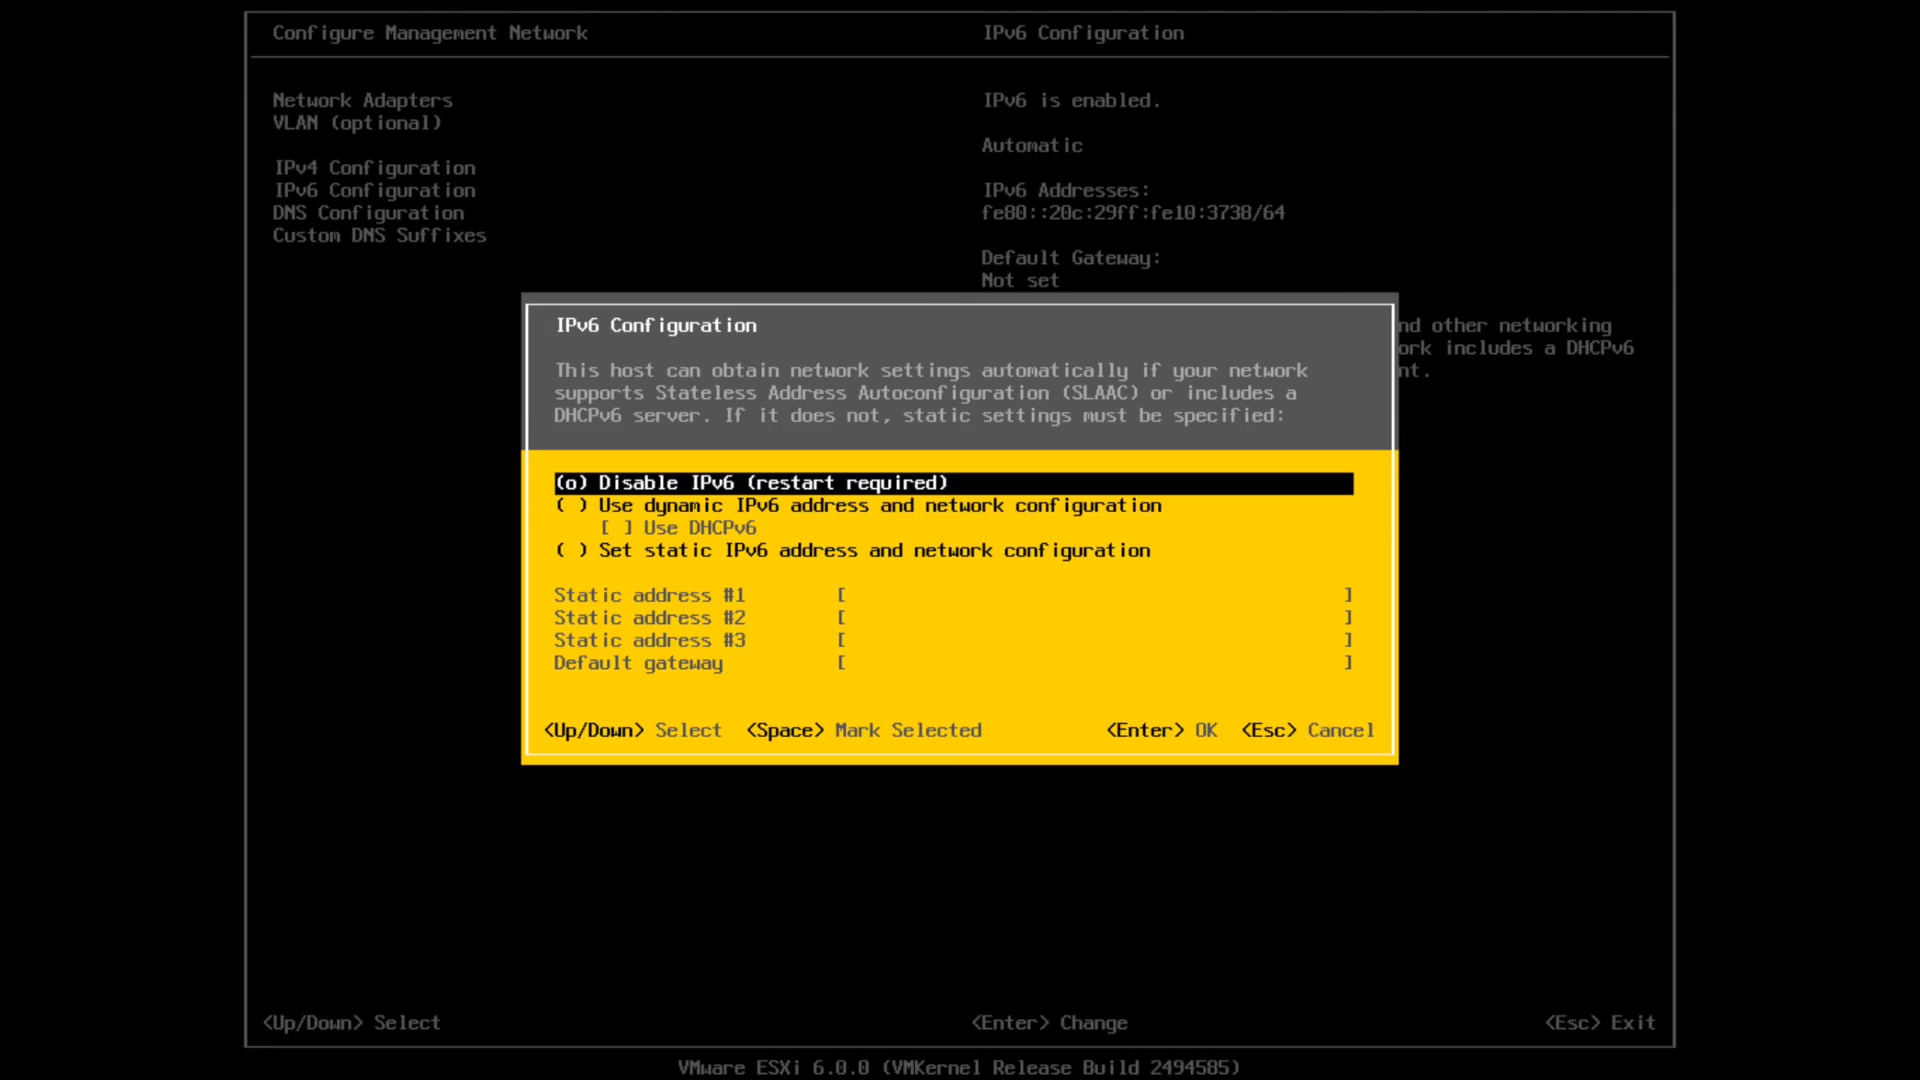 Configure Management Network
IPv6 Configuration
Network Adapters
VLAN (optional)
IPv4 Configuration
IPv6 Configuration
DNS Configuration
Custom DNS Suffixes
IPv6 is enabled.
Automatic
IPv6 Addresses:
fe80::20c:29ff:fe10:3738/64
Default Gateway:
Not set
nd other networking
ork includes a DHCPv6
nt.
IPv6 Configuration
This host can obtain network settings automatically if your network
supports Stateless Address Autoconfiguration (SLAAC) or includes a
DHCPv6 server. If it does not, static settings must be specified:
(o) Disable IPv6 (restart required)
( ) Use dynamic IPv6 address and network configuration
[ ] Use DHCPv6
( ) Set static IPv6 address and network configuration
Static address #1 [ ]
Static address #2 [ ]
Static address #3 [ ]
Default gateway [ ]
<Up/Down> Select <Space> Mark Selected <Enter> OK <Esc> Cancel
<Up/Down> Select <Enter> Change <Esc> Exit
VMware ESXi 6.0.0 (VMKernel Release Build 2494585)